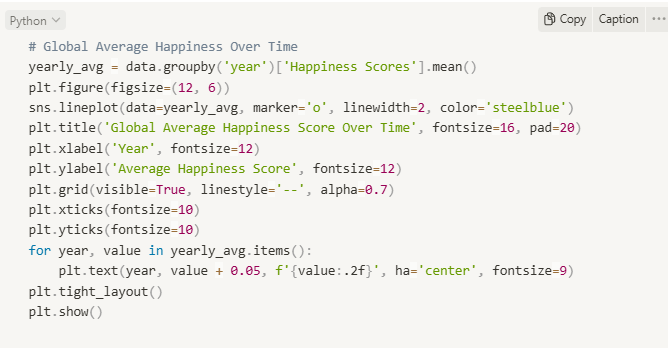 Python
Copy Caption
# Global Average Happiness Over Time
yearly_avg = data.groupby('year')['Happiness Scores'].mean()
plt.figure(figsize=(12, 6))
sns.lineplot(data=yearly_avg, marker='o', linewidth=2, color='steelblue')
plt.title('Global Average Happiness Score Over Time', fontsize=16, pad=20)
plt.xlabel('Year', fontsize=12)
plt.ylabel('Average Happiness Score', fontsize=12)
plt.grid(visible=True, linestyle='--', alpha=0.7)
plt.xticks(fontsize=10)
plt.yticks(fontsize=10)
for year, value in yearly_avg.items():
    plt.text(year, value + 0.05, f'{value:.2f}', ha='center', fontsize=9)
plt.tight_layout()
plt.show()